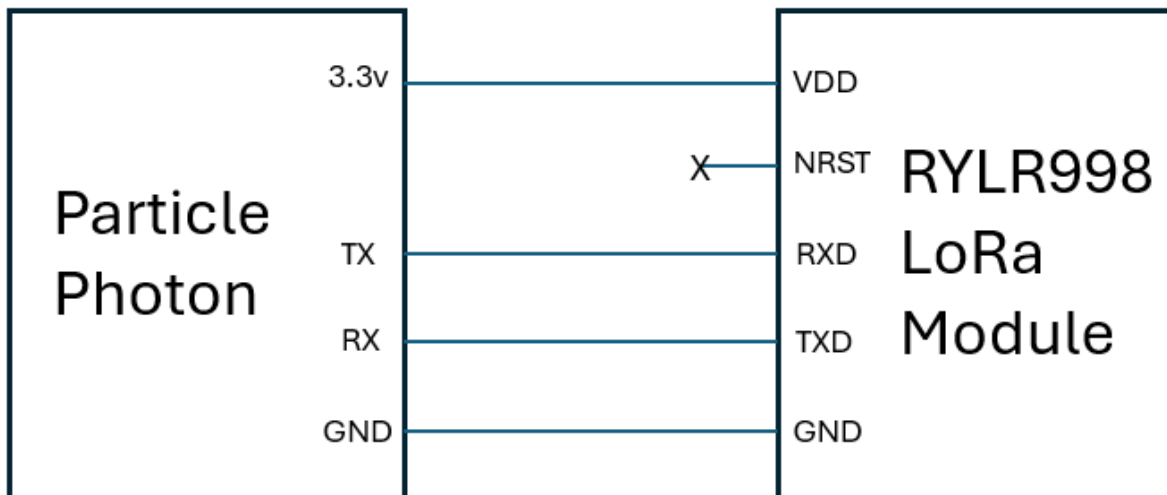 3.3v
VDD
X
NRST
Particle
Photon
RYLR998
LoRa
Module
TX
RXD
RX
TXD
GND
GND